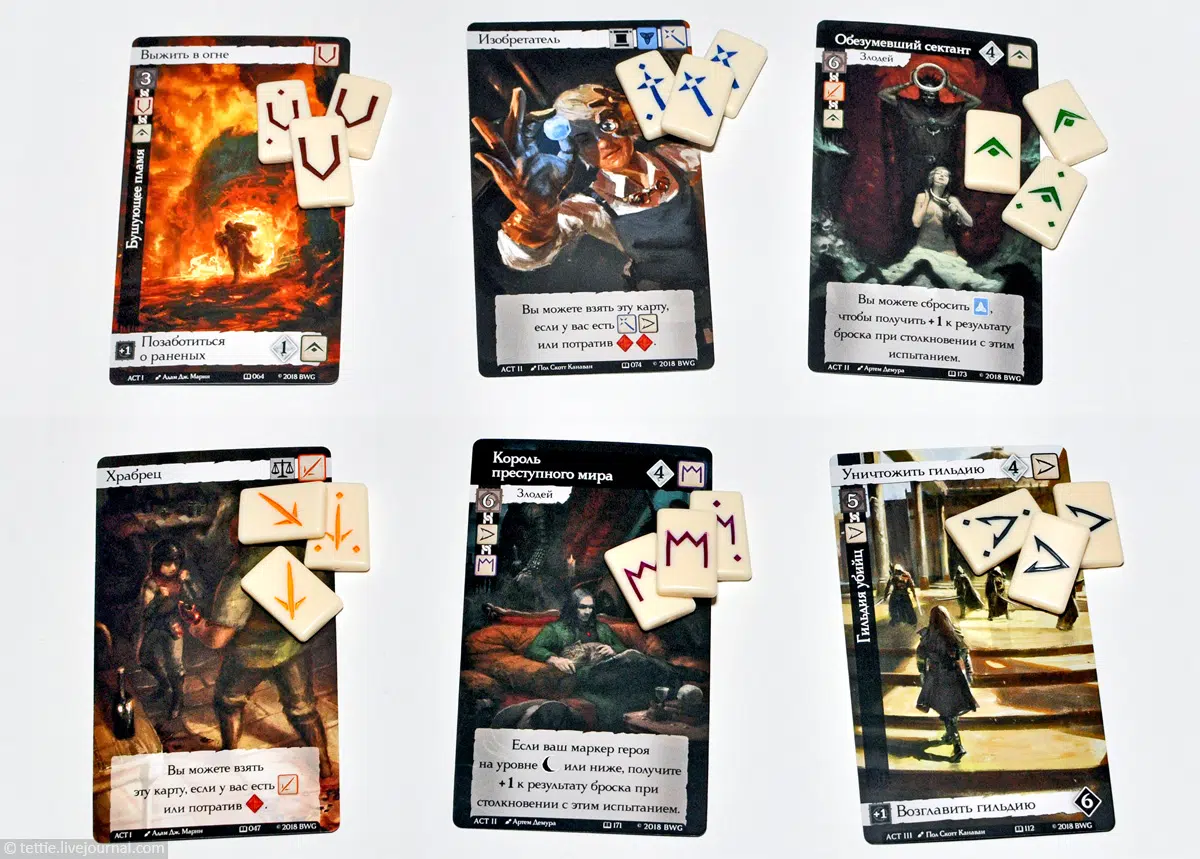 Выжить в огне
3
Бушующее пламя
+1
Позаботиться
о раненых
1
ACT I
Адам Дж. Марин
064
© 2018 BWG
Изобретатель
Вы можете взять эту карту,
если у вас есть
или потратив
.
ACT II
Пол Скотт Канаван
074
© 2018 BWG
Обезумевший сектант
4
6
Злодей
Вы можете сбросить ,
чтобы получить +1 к результату
броска при столкновении с этим
испытанием.
ACT II
Артем Демура
173
© 2018 BWG
Храбрец
Вы можете взять
эту карту, если у вас есть
или потратив .
ACT I
Адам Дж. Марин
047
© 2018 BWG
Король
преступного мира
4
6
Злодей
Если ваш маркер героя
на уровне или ниже, получите
+1 к результату броска при
столкновении с этим испытанием.
ACT II
Артем Демура
171
© 2018 BWG
Уничтожить гильдию
4
5
Гильдия убийц
+1
Возглавить гильдию
6
ACT III
Пол Скотт Канаван
112
© 2018 BWG
© tettie.livejournal.com